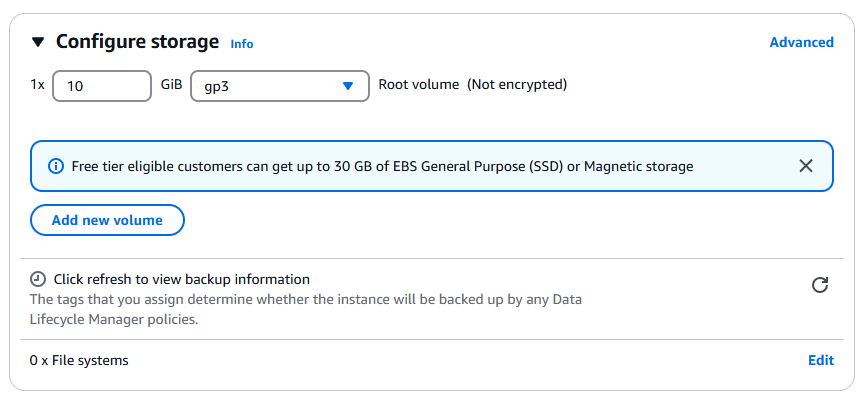 Configure storage Info Advanced
1x 10 GiB gp3 Root volume (Not encrypted)
Free tier eligible customers can get up to 30 GB of EBS General Purpose (SSD) or Magnetic storage
Add new volume
Click refresh to view backup information
The tags that you assign determine whether the instance will be backed up by any Data
Lifecycle Manager policies.
0 x File systems Edit